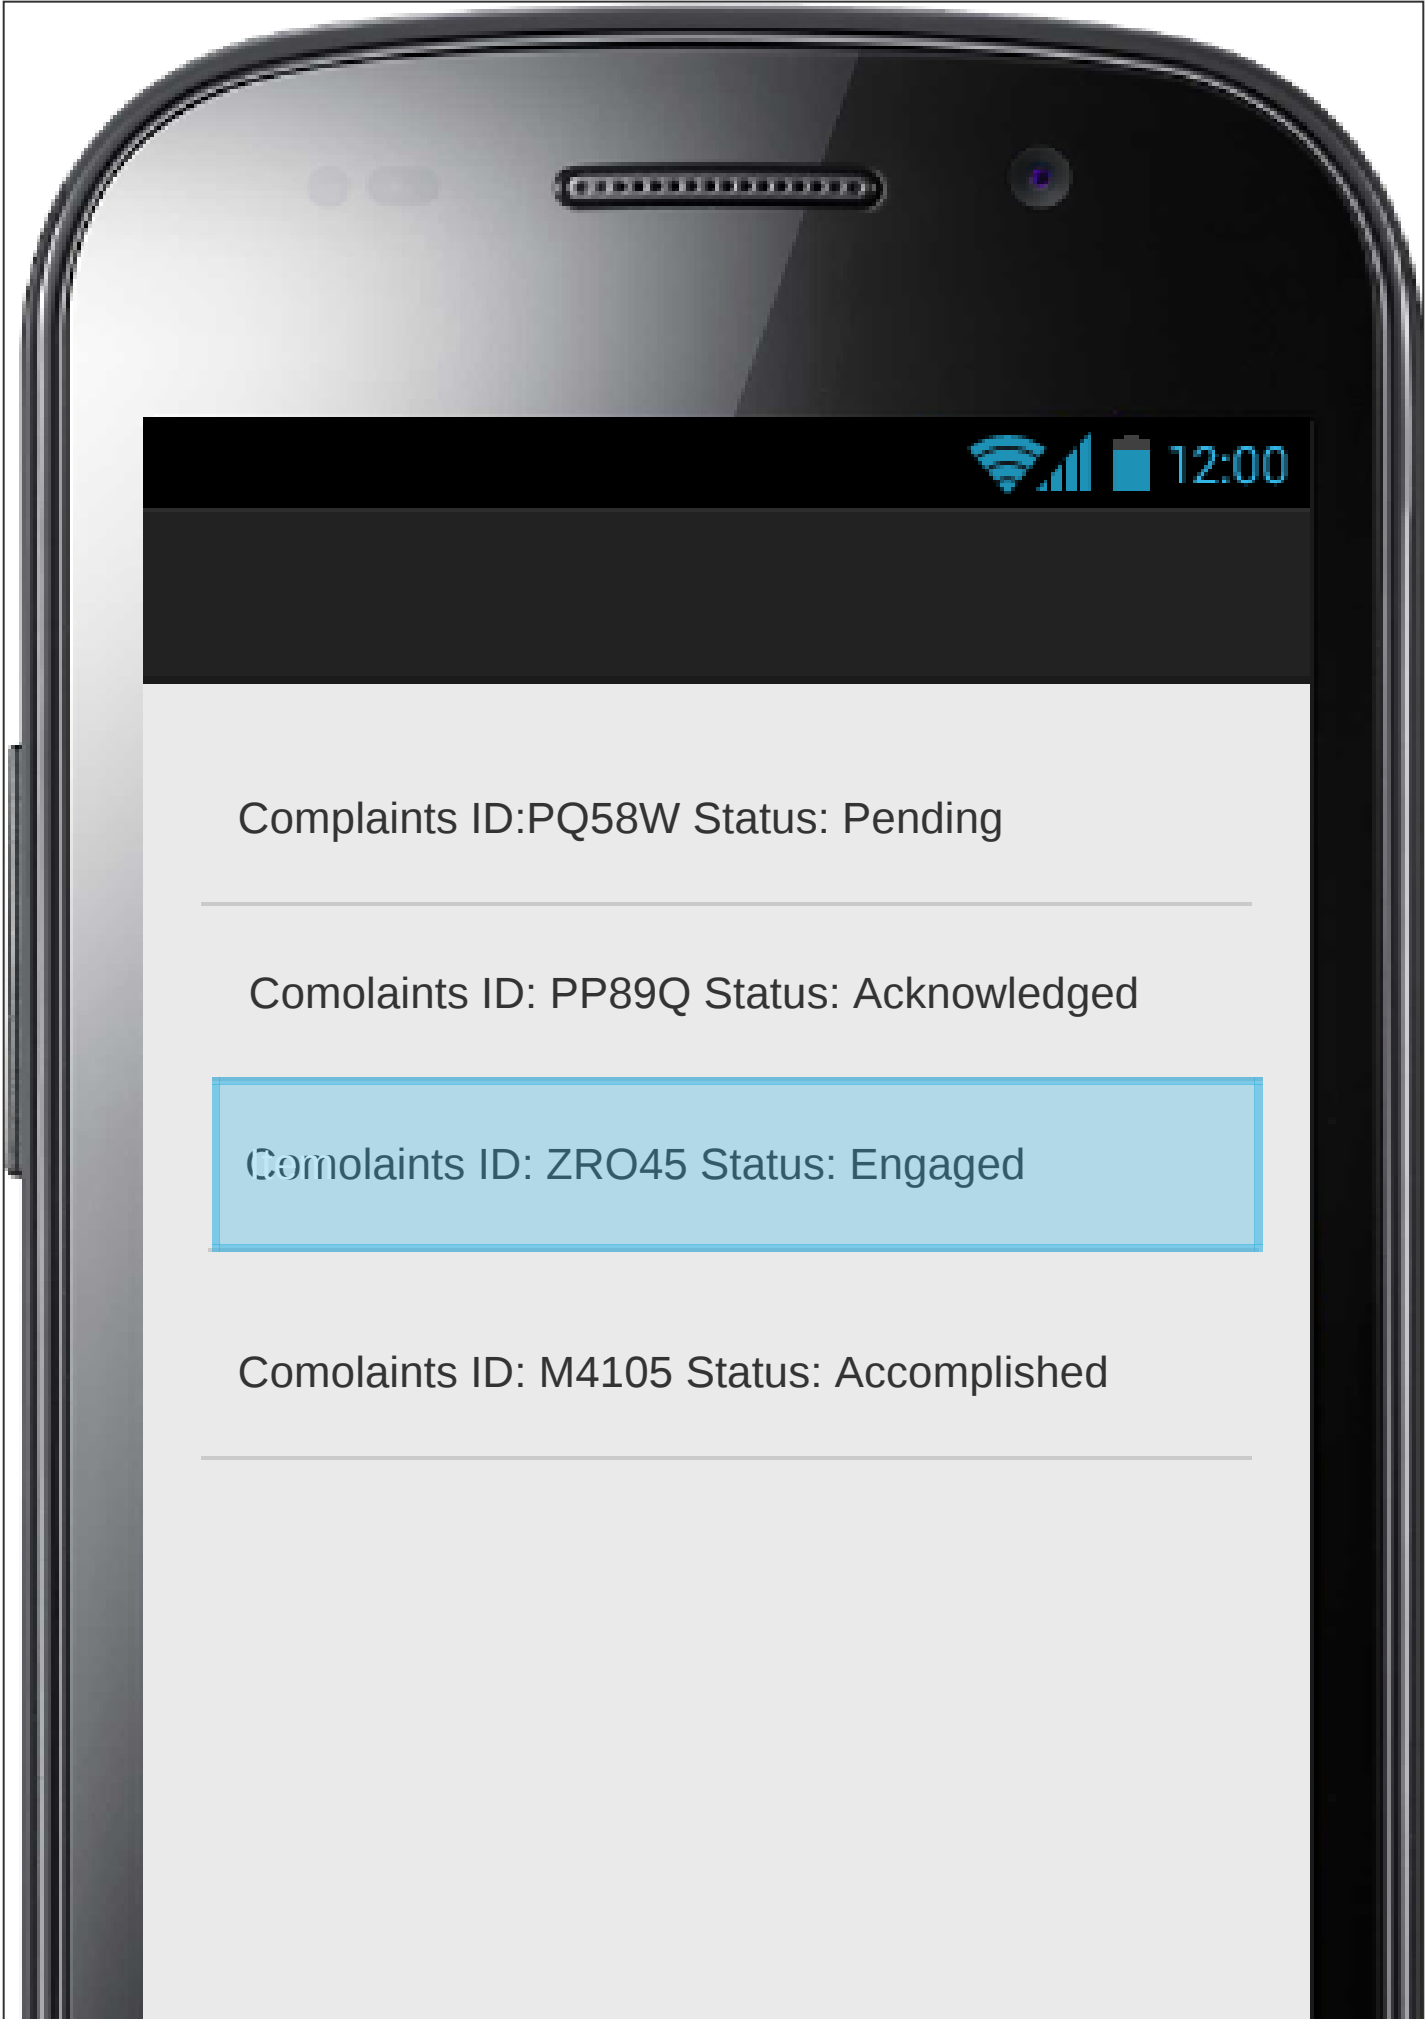 12:00
Complaints ID:PQ58W Status: Pending
Comolaints ID: PP89Q Status: Acknowledged
Comolaints ID: ZRO45 Status: Engaged
Item
Comolaints ID: M4105 Status: Accomplished